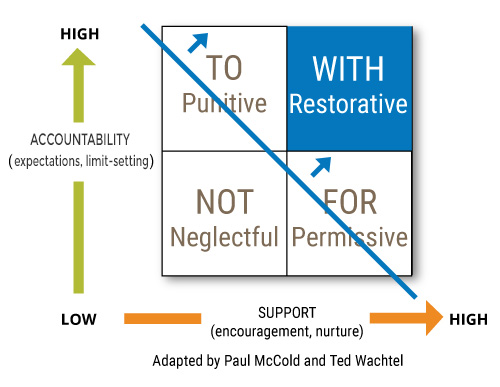 HIGH
TO
Punitive
WITH
Restorative
ACCOUNTABILITY
(expectations, limit-setting)
NOT
Neglectful
FOR
Permissive
LOW
SUPPORT
(encouragement, nurture)
HIGH
Adapted by Paul McCold and Ted Wachtel